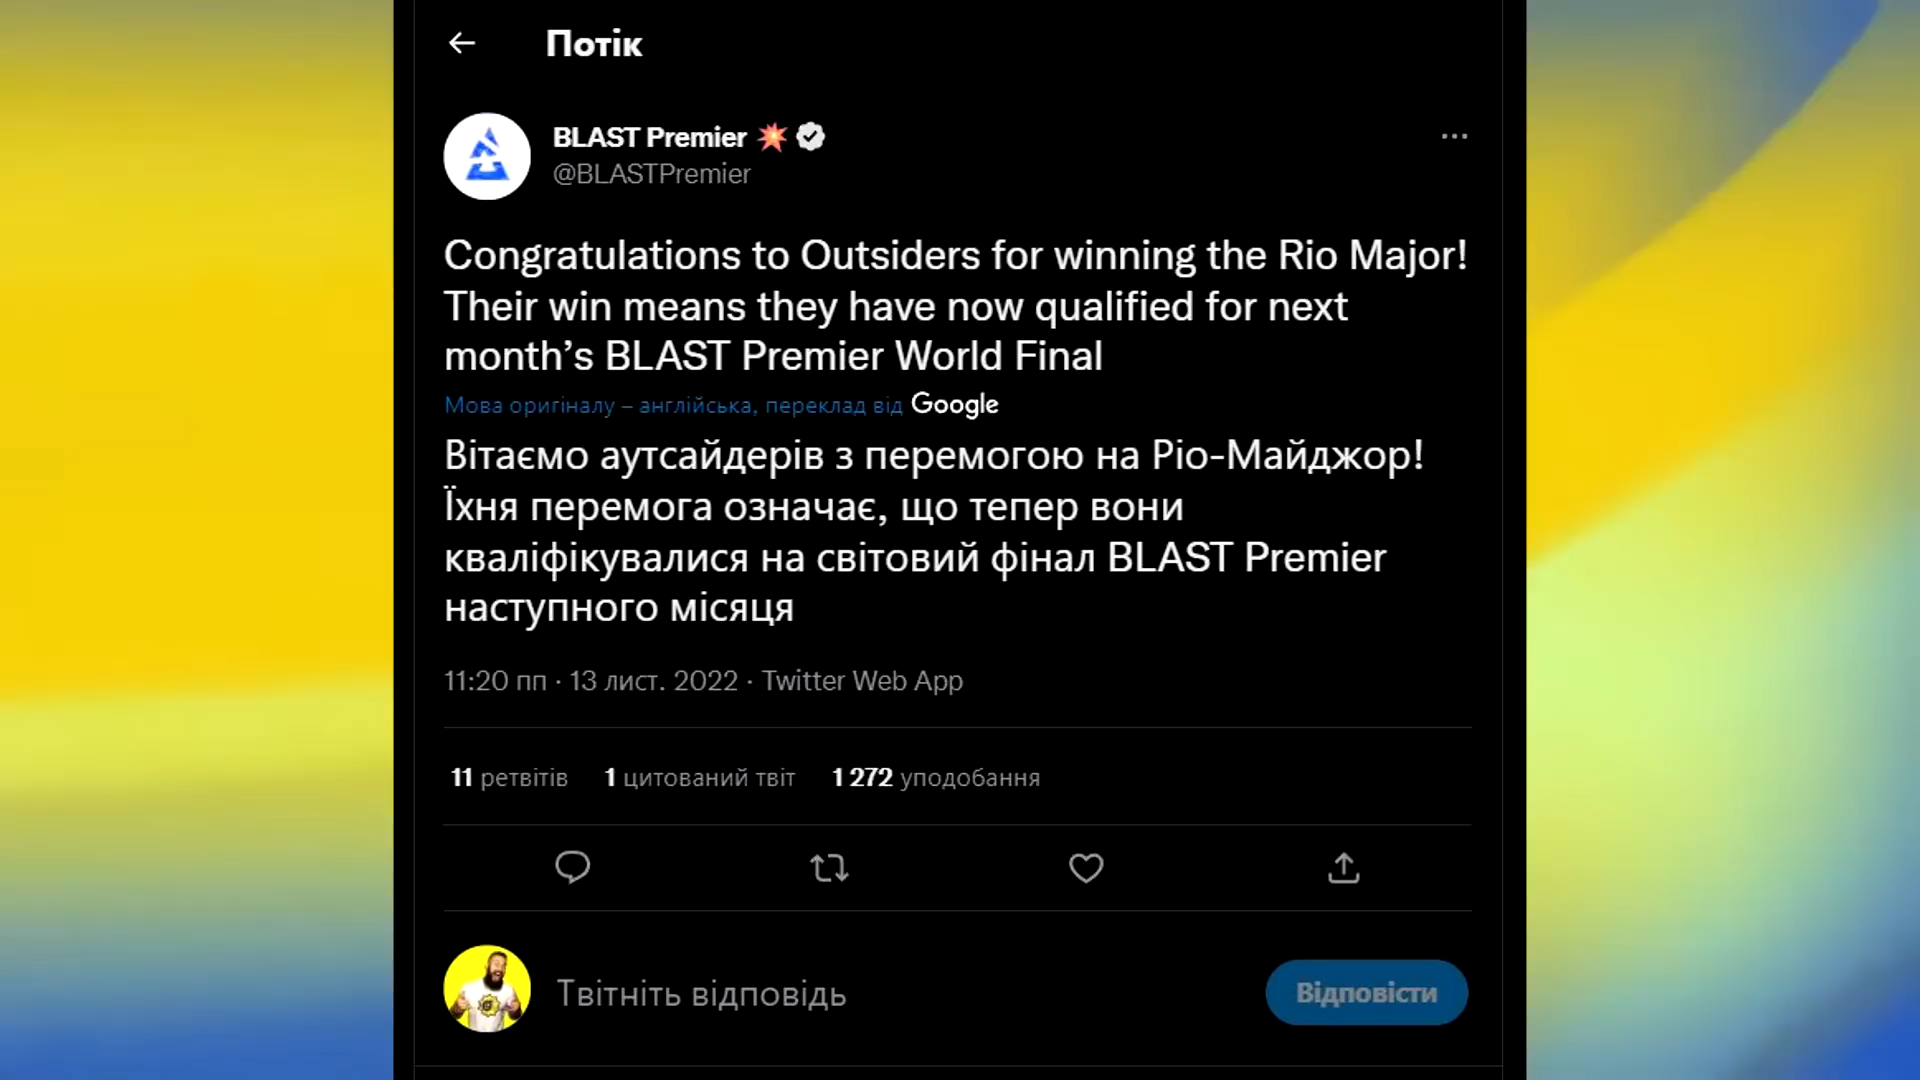 Потік
BLAST Premier
@BLASTPremier
Congratulations to Outsiders for winning the Rio Major!
Their win means they have now qualified for next
month’s BLAST Premier World Final
Мова оригіналу – англійська, переклад від Google
Вітаємо аутсайдерів з перемогою на Ріо-Майджор!
Їхня перемога означає, що тепер вони
кваліфікувалися на світовий фінал BLAST Premier
наступного місяця
11:20 пп · 13 лист. 2022 · Twitter Web App
11 ретвітів 1 цитований твіт 1 272 уподобання
Твітніть відповідь
Відповісти